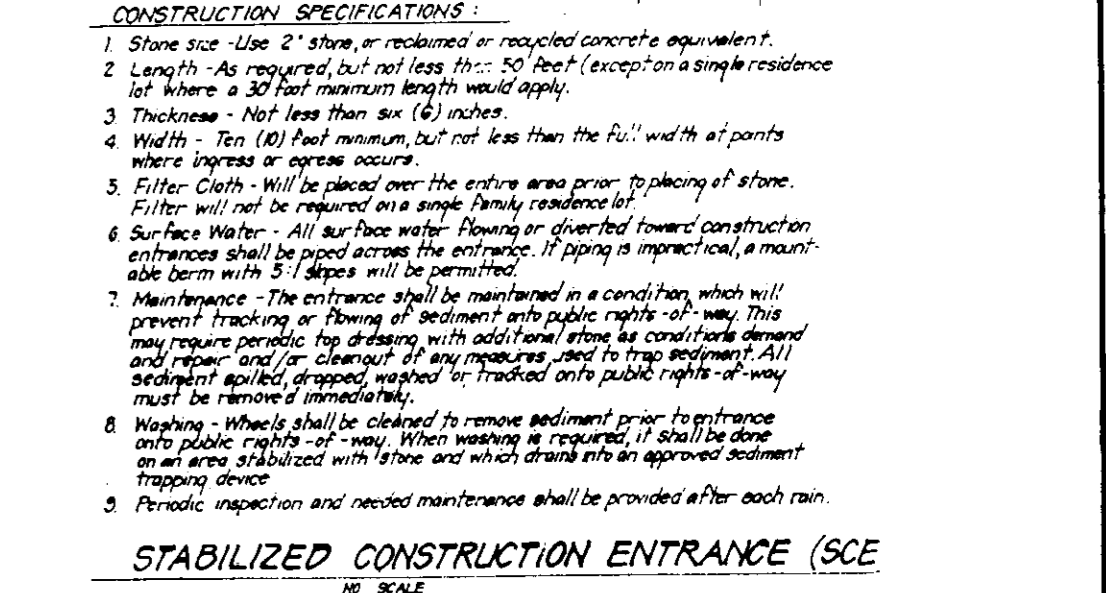 CONSTRUCTION SPECIFICATIONS :
1. Stone size - Use 2" stone, or reclaimed or recycled concrete equivalent.
2 Length - As required, but not less than 50 feet (except on a single residence
lot where a 30 foot minimum length would apply.
3. Thickness - Not less than six (6) inches.
4. Width - Ten (10) foot minimum, but not less than the full width at points
where ingress or egress occurs.
5. Filter Cloth - Will be placed over the entire area prior to placing of stone.
Filter will not be required on a single family residence lot.
6. Surface Water - All surface water flowing or diverted toward construction
entrances shall be piped across the entrance. If piping is impractical, a mount-
able berm with 5:1 slopes will be permitted.
7. Maintenance - The entrance shall be maintained in a condition, which will
prevent tracking or flowing of sediment onto public rights-of-way. This
may require periodic top dressing with additional stone as conditions demand
and repair and/or cleanout of any measures used to trap sediment. All
sediment spilled, dropped, washed or tracked onto public rights-of-way
must be removed immediately.
8. Washing - Wheels shall be cleaned to remove sediment prior to entrance
onto public rights-of-way. When washing is required, it shall be done
on an area stabilized with stone and which drains into an approved sediment
trapping device
9. Periodic inspection and needed maintenance shall be provided after each rain.
STABILIZED CONSTRUCTION ENTRANCE (SCE
NO SCALE